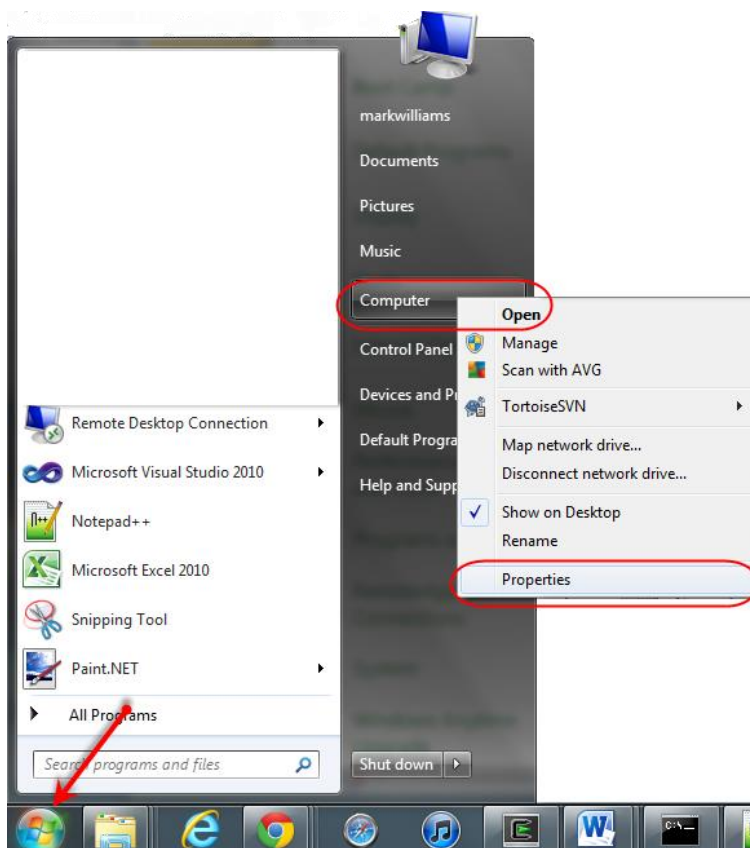 markwilliams
Documents
Pictures
Music
Computer
Control Panel
Devices and Pr
Default Progra
Help and Supp
Open
Manage
Scan with AVG
TortoiseSVN
Map network drive...
Disconnect network drive...
Show on Desktop
Rename
Properties
Remote Desktop Connection
Microsoft Visual Studio 2010
Notepad++
Microsoft Excel 2010
Snipping Tool
Paint.NET
All Programs
Search programs and files
Shut down
C:\_